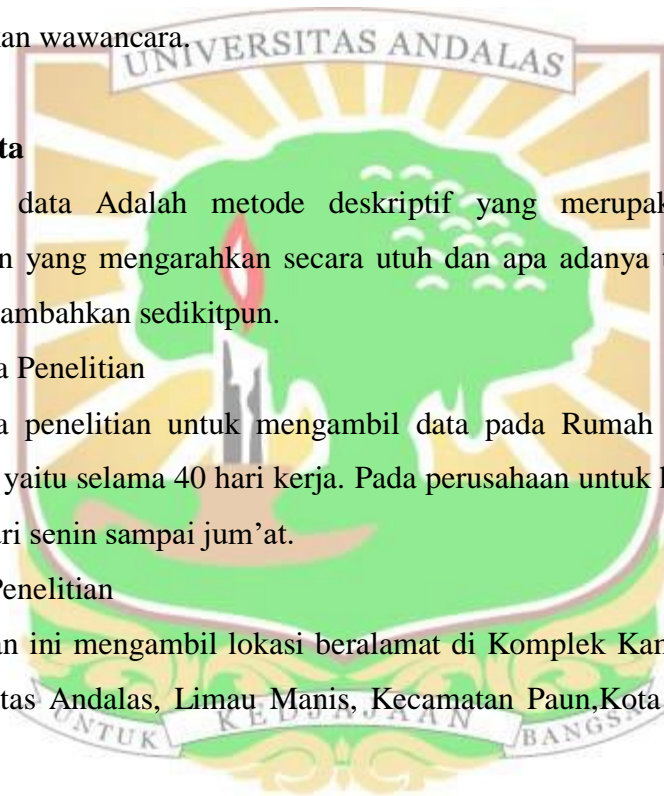 kan wawancara.
UNIVERSITAS ANDALAS
ta
data Adalah metode deskriptif yang merupak
n yang mengarahkan secara utuh dan apa adanya
ambahkan sedikitpun.
a Penelitian
a penelitian untuk mengambil data pada Rumah
yaitu selama 40 hari kerja. Pada perusahaan untuk
ri senin sampai jum’at.
Penelitian
an ini mengambil lokasi beralamat di Komplek Kam
tas Andalas, Limau Manis, Kecamatan Paun,Kota
UNTUK KEDJAJAAN BANGSA